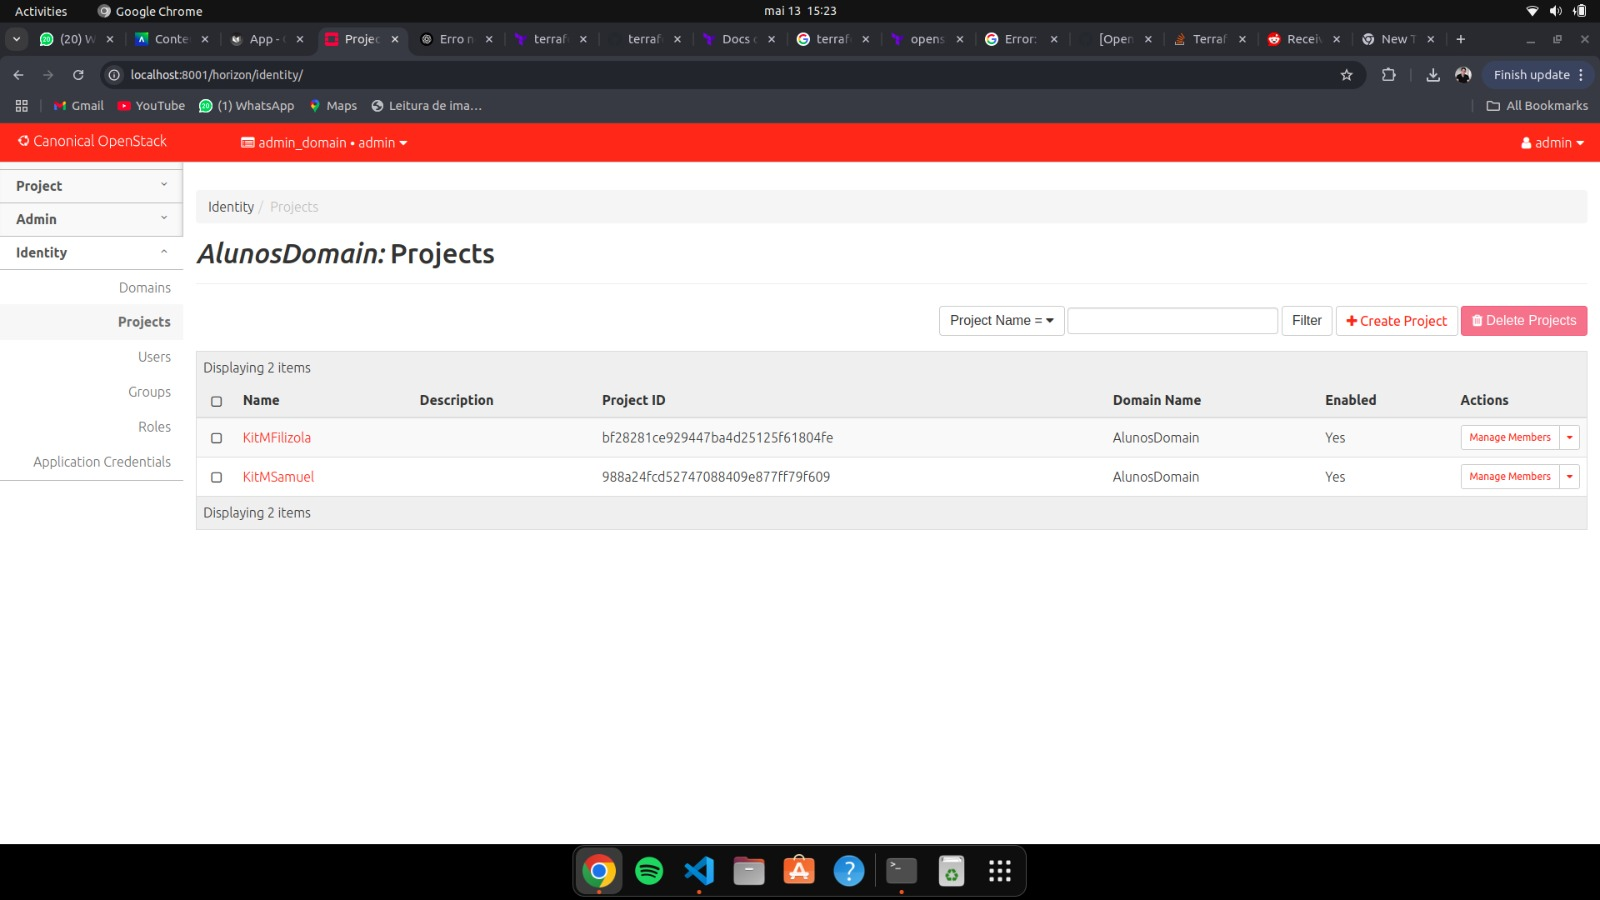 Activities Google Chrome mai 13 15:23
(20) W Conte App - Projec Erro n terraf terraf Docs terraf opens Error: [Open Terraf Recei New T
localhost:8001/horizon/identity/ Finish update
Gmail YouTube (1) WhatsApp Maps Leitura de ima… All Bookmarks
Canonical OpenStack admin_domain • admin admin
Project
Admin
Identity
Domains
Projects
Users
Groups
Roles
Application Credentials
Identity / Projects
AlunosDomain: Projects
Project Name = Filter Create Project Delete Projects
Displaying 2 items
Name Description Project ID Domain Name Enabled Actions
KitMFilizola bf28281ce929447ba4d25125f61804fe AlunosDomain Yes Manage Members
KitMSamuel 988a24fcd52747088409e877ff79f609 AlunosDomain Yes Manage Members
Displaying 2 items